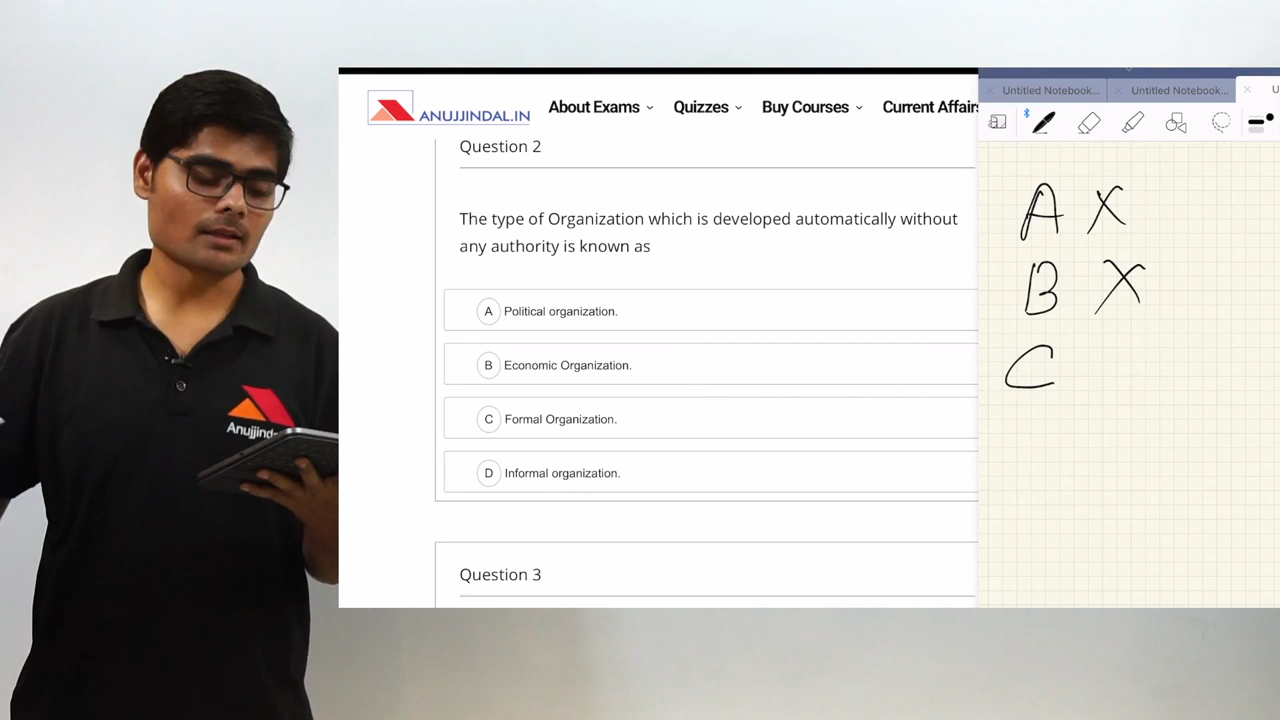 ANUJJINDAL.IN About Exams Quizzes Buy Courses Current Affairs
Untitled Notebook... Untitled Notebook... U
Question 2
The type of Organization which is developed automatically without
any authority is known as
A Political organization.
B Economic Organization.
C Formal Organization.
D Informal organization.
Question 3
A X
B X
C
Anujjind